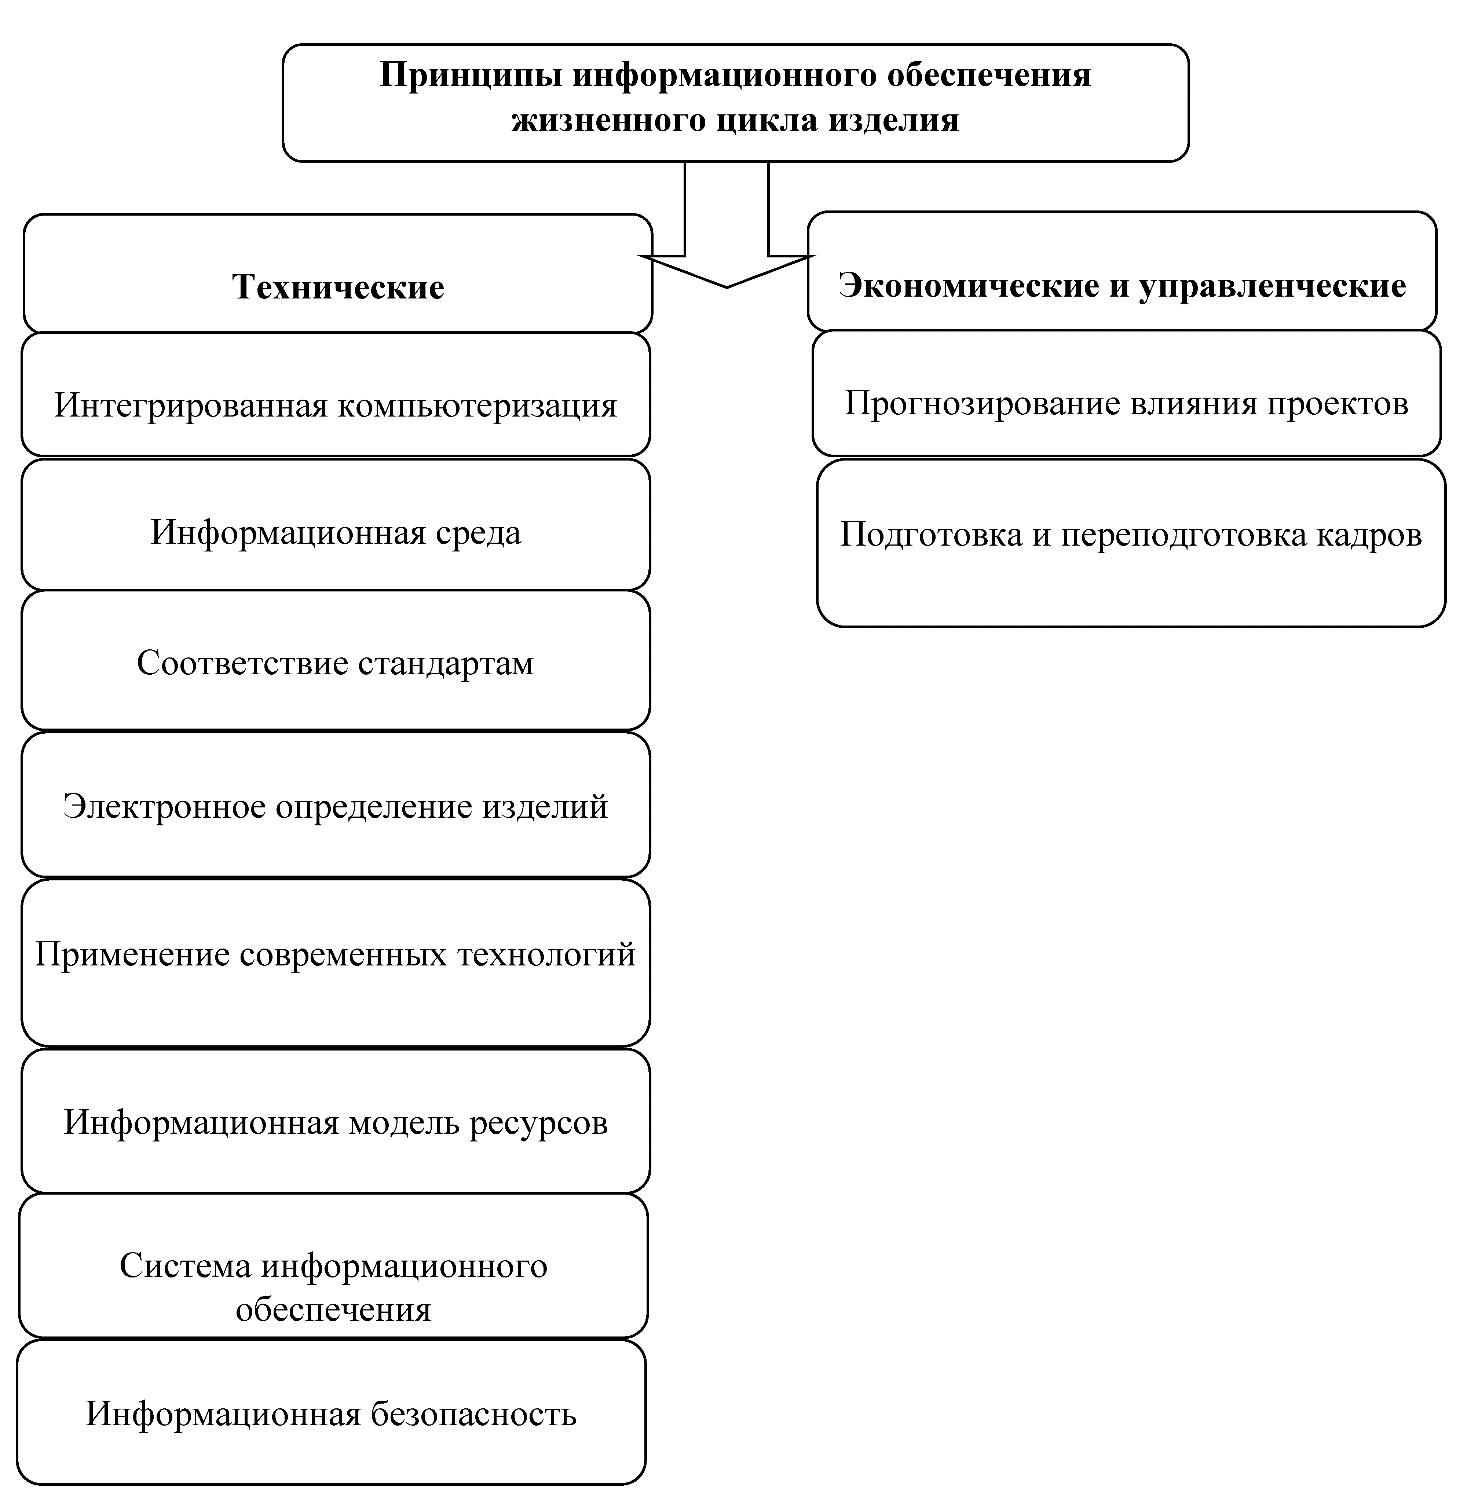 Принципы информационного обеспечения
жизненного цикла изделия
Технические
Интегрированная компьютеризация
Информационная среда
Соответствие стандартам
Электронное определение изделий
Применение современных технологий
Информационная модель ресурсов
Система информационного
обеспечения
Информационная безопасность
Экономические и управленческие
Прогнозирование влияния проектов
Подготовка и переподготовка кадров